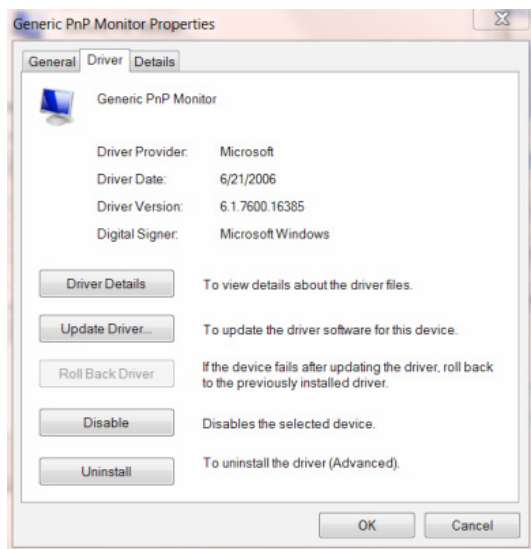 Generic PnP Monitor Properties
General Driver Details
Generic PnP Monitor
Driver Provider: Microsoft
Driver Date: 6/21/2006
Driver Version: 6.1.7600.16385
Digital Signer: Microsoft Windows
Driver Details To view details about the driver files.
Update Driver... To update the driver software for this device.
Roll Back Driver If the device fails after updating the driver, roll back
to the previously installed driver.
Disable Disables the selected device.
Uninstall To uninstall the driver (Advanced).
OK Cancel